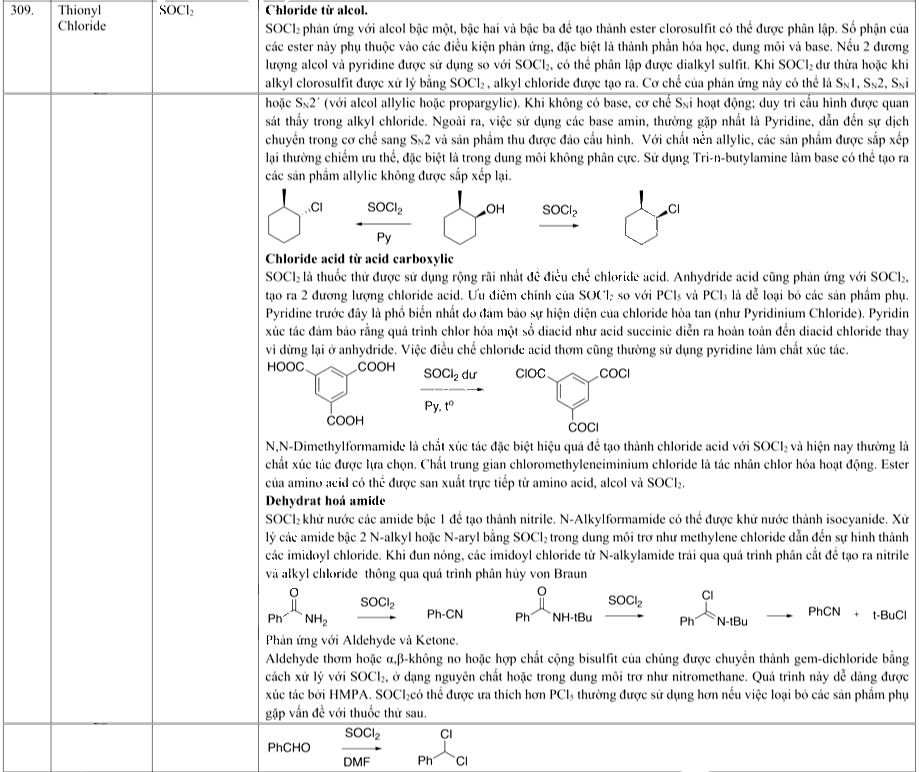 309. Thionyl Chloride SOCl₂ Chloride từ alcol.
SOCl₂ phản ứng với alcol bậc một, bậc hai và bậc ba để tạo thành ester clorosulfit có thể được phân lập. Số phận của
các ester này phụ thuộc vào các điều kiện phản ứng, đặc biệt là thành phần hóa học, dung môi và base. Nếu 2 đương
lượng alcol và pyridine được sử dụng so với SOCl₂, có thể phân lập được dialkyl sulfit. Khi SOCl₂ dư thừa hoặc khi
alkyl clorosulfit được xử lý bằng SOCl₂ , alkyl chloride được tạo ra. Cơ chế của phản ứng này có thể là SN1, SN2, SNi
hoặc SN2´ (với alcol allylic hoặc propargylic). Khi không có base, cơ chế SNi hoạt động; duy trì cấu hình được quan
sát thấy trong alkyl chloride. Ngoài ra, việc sử dụng các base amin, thường gặp nhất là Pyridine, dẫn đến sự dịch
chuyển trong cơ chế sang SN2 và sản phẩm thu được đảo cấu hình. Với chất nền allylic, các sản phẩm được sắp xếp
lại thường chiếm ưu thế, đặc biệt là trong dung môi không phân cực. Sử dụng Tri-n-butylamine làm base có thể tạo ra
các sản phẩm allylic không được sắp xếp lại.
Cl SOCl₂ Py OH SOCl₂ Cl
Chloride acid từ acid carboxylic
SOCl₂ là thuốc thử được sử dụng rộng rãi nhất để điều chế chloride acid. Anhydride acid cũng phản ứng với SOCl₂,
tạo ra 2 đương lượng chloride acid. Ưu điểm chính của SOCl₂ so với PCl₅ và PCl₃ là dễ loại bỏ các sản phẩm phụ.
Pyridine trước đây là phổ biến nhất do đảm bảo sự hiện diện của chloride hòa tan (như Pyridinium Chloride). Pyridin
xúc tác đảm bảo rằng quá trình chlor hóa một số diacid như acid succinic diễn ra hoàn toàn đến diacid chloride thay
vì dừng lại ở anhydride. Việc điều chế chloride acid thơm cũng thường sử dụng pyridine làm chất xúc tác.
HOOC COOH COOH SOCl₂ dư Py, tº ClOC COCl COCl
N,N-Dimethylformamide là chất xúc tác đặc biệt hiệu quả để tạo thành chloride acid với SOCl₂ và hiện nay thường là
chất xúc tác được lựa chọn. Chất trung gian chloromethyleneiminium chloride là tác nhân chlor hóa hoạt động. Ester
của amino acid có thể được sản xuất trực tiếp từ amino acid, alcol và SOCl₂.
Dehydrat hoá amide
SOCl₂ khử nước các amide bậc 1 để tạo thành nitrile. N-Alkylformamide có thể được khử nước thành isocyanide. Xử
lý các amide bậc 2 N-alkyl hoặc N-aryl bằng SOCl₂ trong dung môi trơ như methylene chloride dẫn đến sự hình thành
các imidoyl chloride. Khi đun nóng, các imidoyl chloride từ N-alkylamide trải qua quá trình phân cắt để tạo ra nitrile
và alkyl chloride thông qua quá trình phân hủy von Braun
O Ph NH₂ SOCl₂ Ph-CN O Ph NH-tBu SOCl₂ Cl Ph N-tBu PhCN + t-BuCl
Phản ứng với Aldehyde và Ketone.
Aldehyde thơm hoặc α,β-không no hoặc hợp chất cộng bisulfit của chúng được chuyển thành gem-dichloride bằng
cách xử lý với SOCl₂, ở dạng nguyên chất hoặc trong dung môi trơ như nitromethane. Quá trình này dễ dàng được
xúc tác bởi HMPA. SOCl₂có thể được ưa thích hơn PCl₅ thường được sử dụng hơn nếu việc loại bỏ các sản phẩm phụ
gặp vấn đề với thuốc thử sau.
PhCHO SOCl₂ DMF Cl Ph Cl